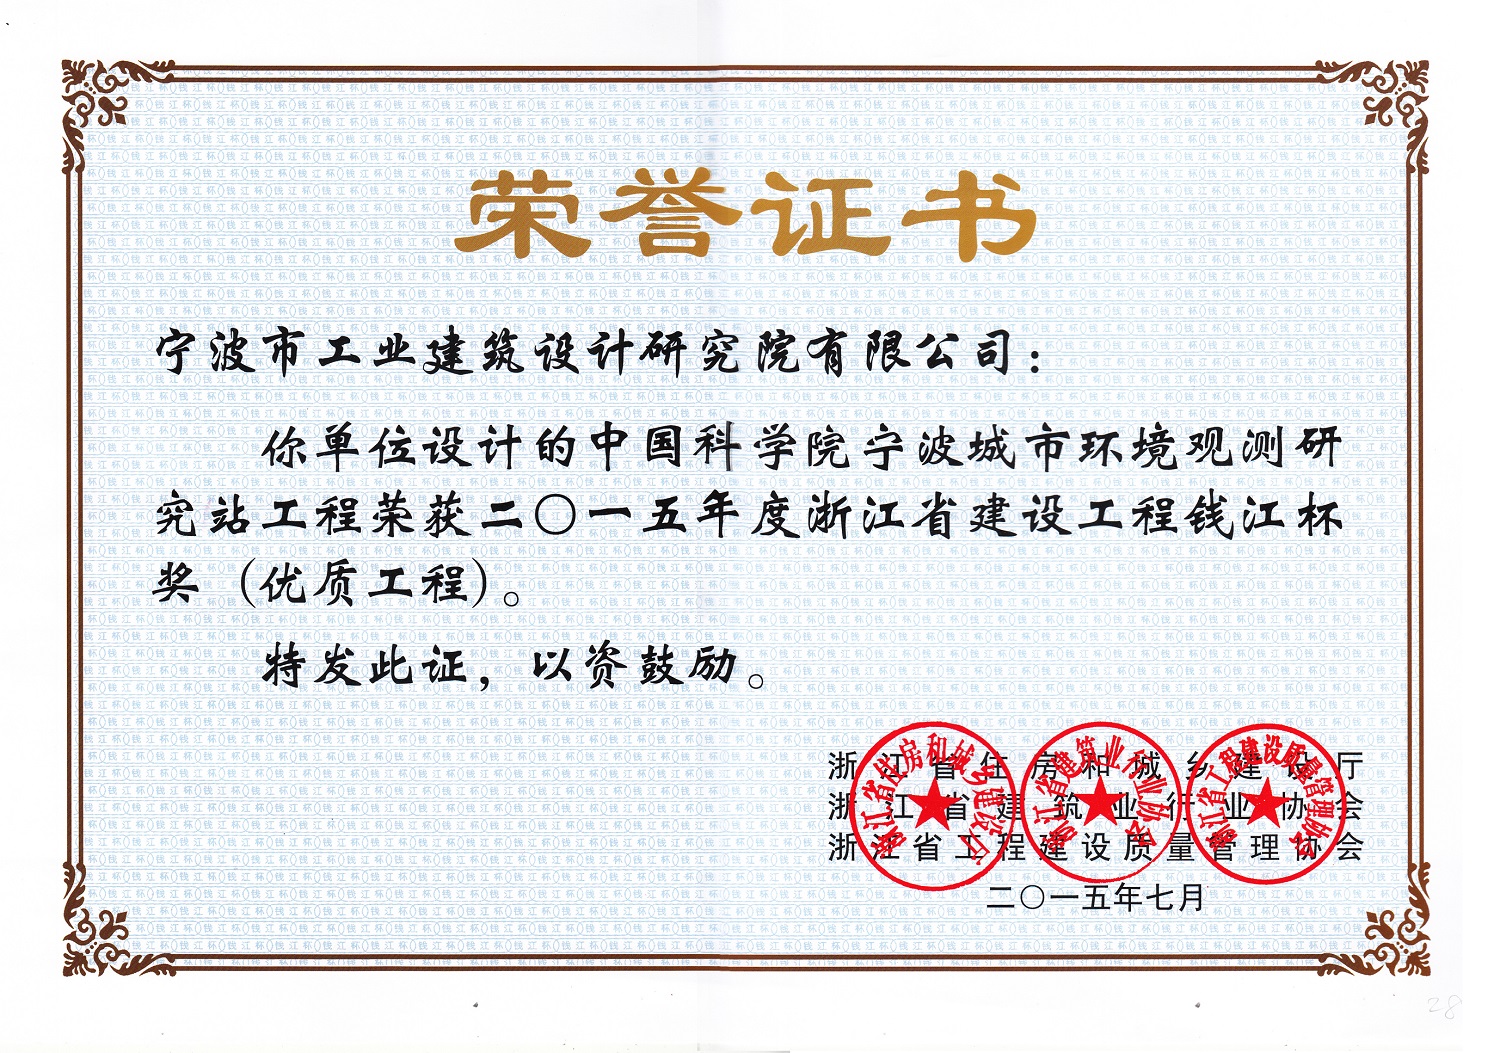 荣誉证书
宁波市工业建筑设计研究院有限公司：
你单位设计的中国科学院宁波城市环境观测研
究站工程荣获二〇一五年度浙江省建设工程钱江杯
奖（优质工程）。
特发此证，以资鼓励。
浙江省住房和城乡建设厅
浙江省建筑业行业协会
浙江省工程建设质量管理协会
二〇一五年七月
浙江省住房和城乡建设厅
浙江省建筑业行业协会
浙江省工程建设质量管理协会
28